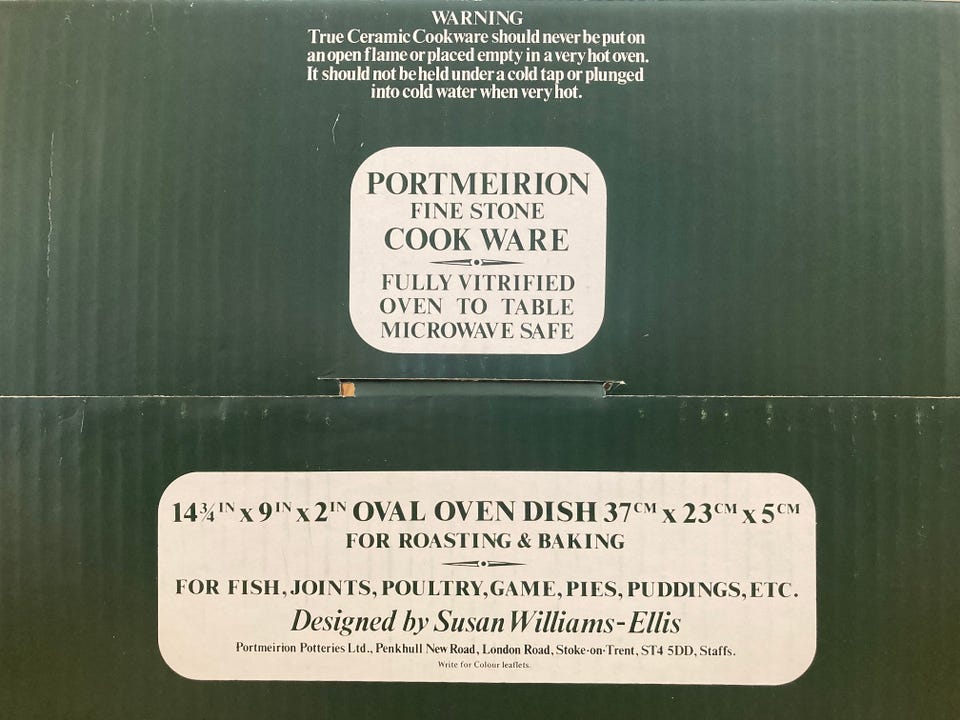 WARNING
True Ceramic Cookware should never be put on
an open flame or placed empty in a very hot oven.
It should not be held under a cold tap or plunged
into cold water when very hot.
PORTMEIRION
FINE STONE
COOK WARE
FULLY VITRIFIED
OVEN TO TABLE
MICROWAVE SAFE
14¾IN x 9IN x 2IN OVAL OVEN DISH 37CM x 23CM x 5CM
FOR ROASTING & BAKING
FOR FISH, JOINTS, POULTRY, GAME, PIES, PUDDINGS, ETC.
Designed by Susan Williams-Ellis
Portmeirion Potteries Ltd., Penkhull New Road, London Road, Stoke-on-Trent, ST4 5DD, Staffs.
Write for Colour leaflets.